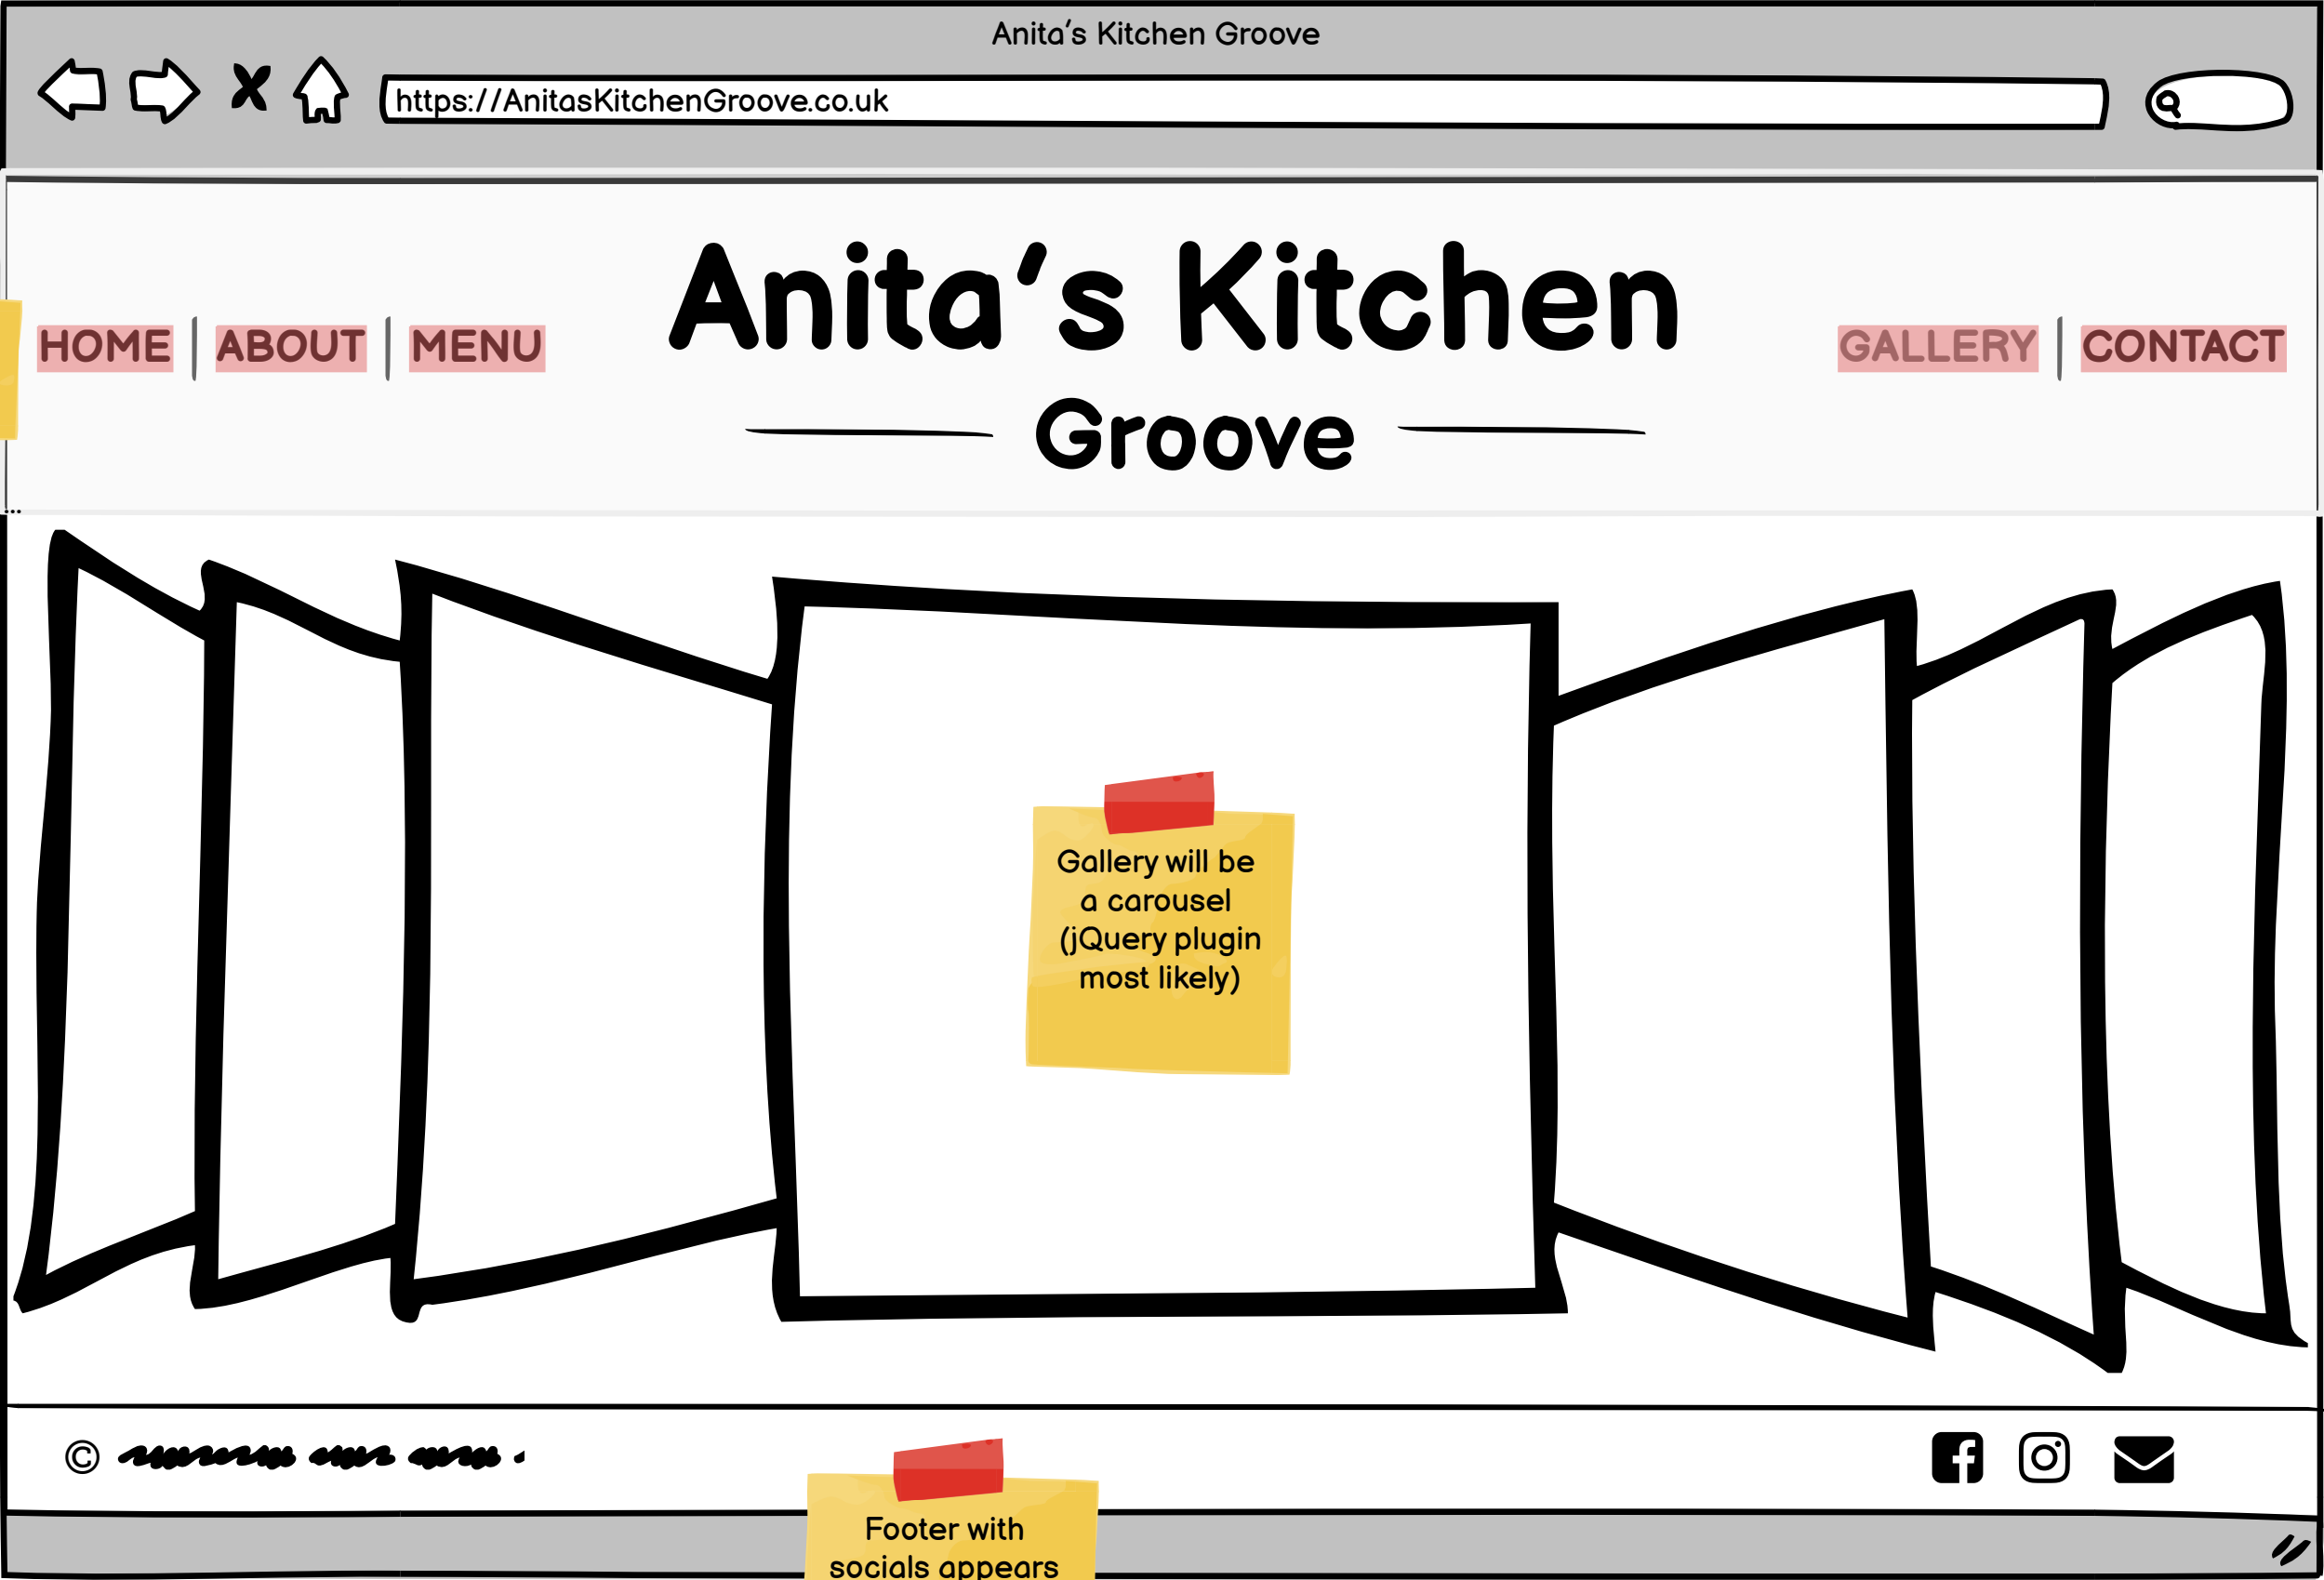 Anita's Kitchen Groove
https://AnitasKitchenGroove.co.uk
HOME | ABOUT | MENU
Anita's Kitchen
Groove
GALLERY | CONTACT
Gallery will be
a carousel
(jQuery plugin
most likely)
©
Footer with
socials appears